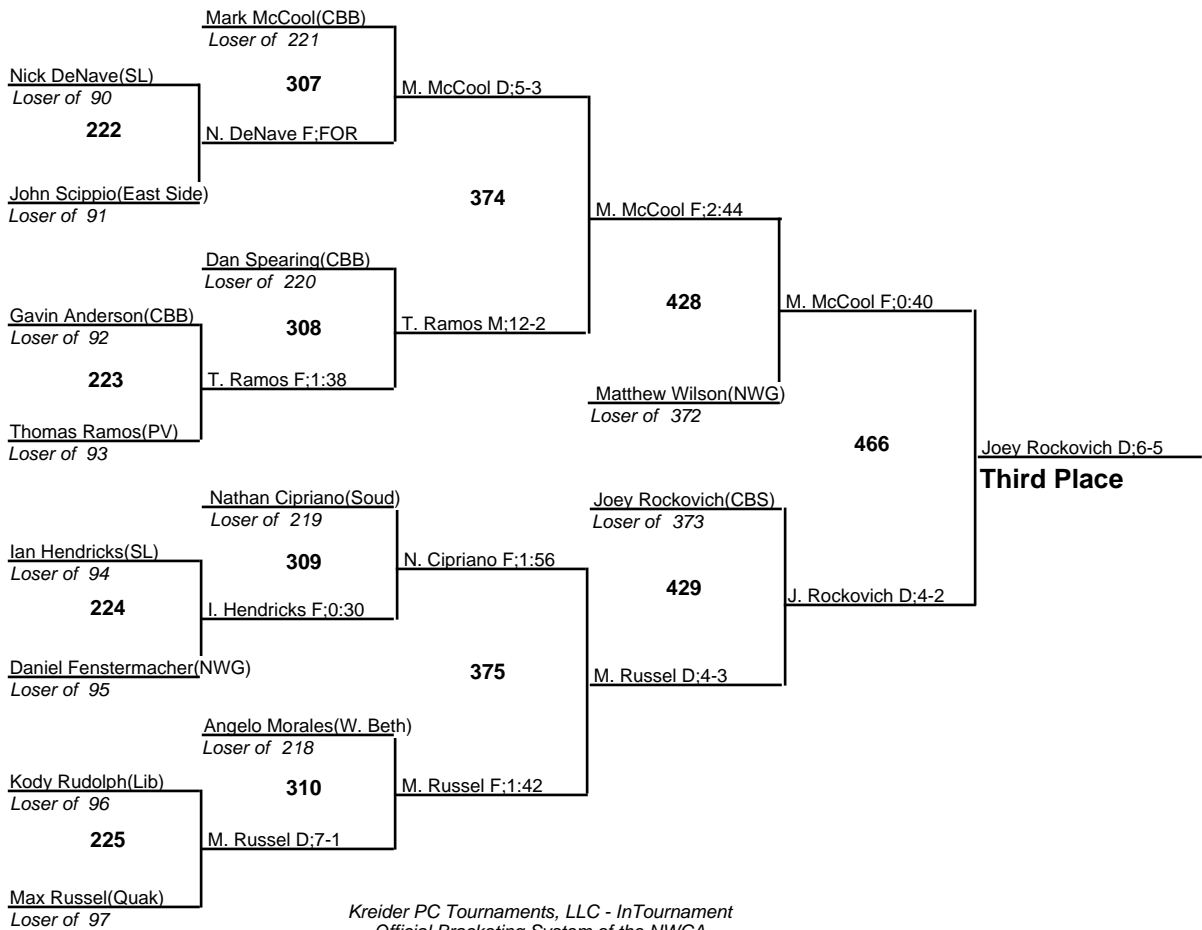 Mark McCool(CBB)
Loser of 221
Nick DeNave(SL)
Loser of 90
307
M. McCool D;5-3
222
N. DeNave F;FOR
John Scippio(East Side)
Loser of 91
374
M. McCool F;2:44
Dan Spearing(CBB)
Loser of 220
Gavin Anderson(CBB)
Loser of 92
308
T. Ramos M;12-2
428
M. McCool F;0:40
223
T. Ramos F;1:38
Matthew Wilson(NWG)
Loser of 372
Thomas Ramos(PV)
Loser of 93
466
Joey Rockovich D;6-5
Third Place
Nathan Cipriano(Soud)
Loser of 219
Joey Rockovich(CBS)
Loser of 373
Ian Hendricks(SL)
Loser of 94
309
N. Cipriano F;1:56
429
J. Rockovich D;4-2
224
I. Hendricks F;0:30
Daniel Fenstermacher(NWG)
Loser of 95
375
M. Russel D;4-3
Angelo Morales(W. Beth)
Loser of 218
Kody Rudolph(Lib)
Loser of 96
310
M. Russel F;1:42
225
M. Russel D;7-1
Max Russel(Quak)
Loser of 97
Kreider PC Tournaments, LLC - InTournament
Official Bracketing System of the NWCA